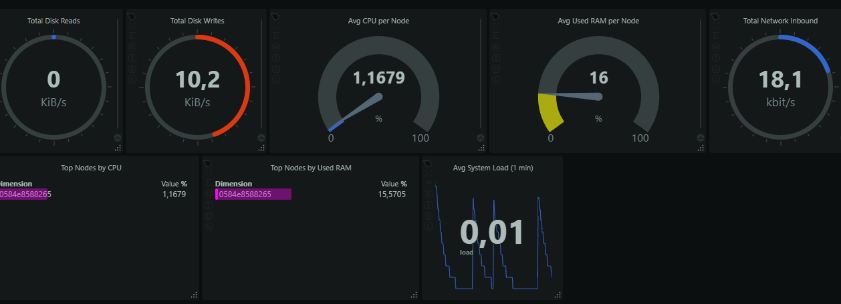 Total Disk Reads
Total Disk Writes
Avg CPU per Node
Avg Used RAM per Node
Total Network Inbound
0
KiB/s
10,2
KiB/s
1,1679
%
0
100
16
%
0
100
18,1
kbit/s
Top Nodes by CPU
Top Nodes by Used RAM
Avg System Load (1 min)
imension
Value %
0584e8588265
1,1679
Dimension
Value %
0584e8588265
15,5705
0,01
load